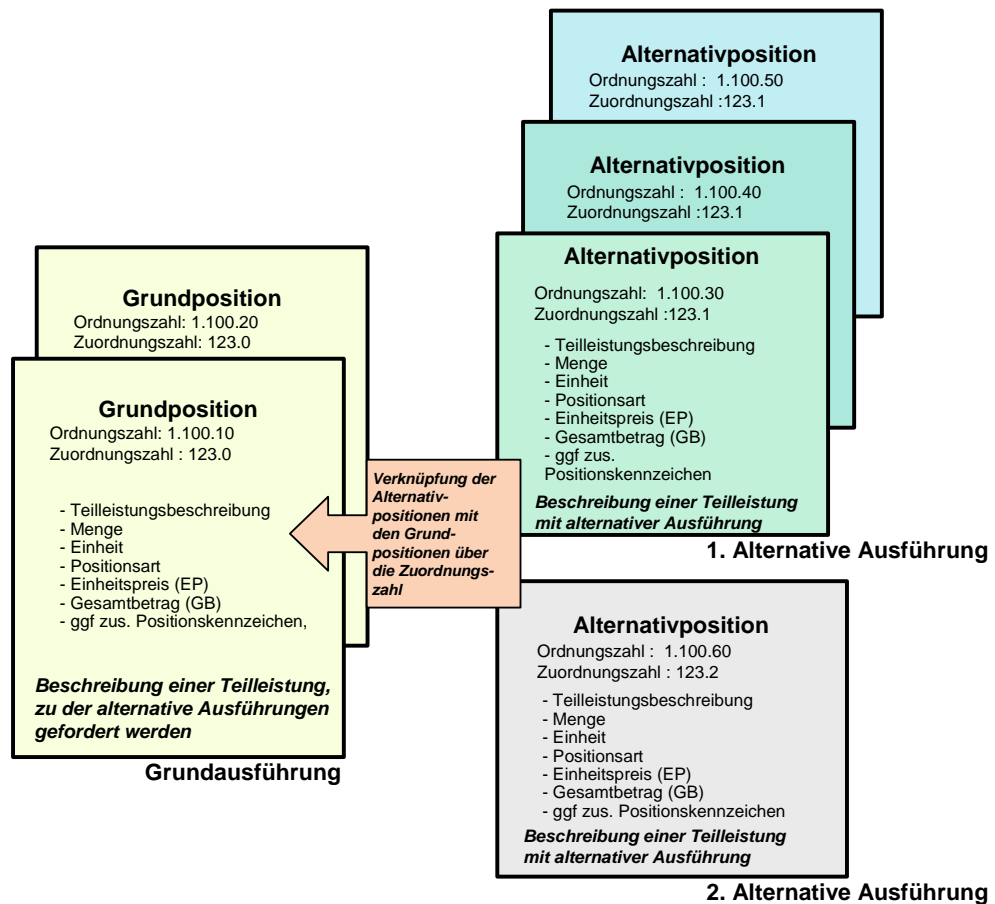 Alternativposition
Ordnungszahl :  1.100.50
Zuordnungszahl :123.1
Alternativposition
Ordnungszahl :  1.100.40
Zuordnungszahl :123.1
Alternativposition
Ordnungszahl:  1.100.30
Zuordnungszahl :123.1
- Teilleistungsbeschreibung
- Menge
- Einheit
- Positionsart
- Einheitspreis (EP)
- Gesamtbetrag (GB)
- ggf zus.
Positionskennzeichen
Beschreibung einer Teilleistung
mit alternativer Ausführung
1. Alternative Ausführung
Grundposition
Ordnungszahl: 1.100.20
Zuordnungszahl: 123.0
Grundposition
Ordnungszahl: 1.100.10
Zuordnungszahl : 123.0
- Teilleistungsbeschreibung
- Menge
- Einheit
- Positionsart
- Einheitspreis (EP)
- Gesamtbetrag (GB)
- ggf zus. Positionskennzeichen,
Beschreibung einer Teilleistung,
zu der alternative Ausführungen
gefordert werden
Grundausführung
Verknüpfung der
Alternativ-
positionen mit
den Grund-
positionen über
die Zuordnungs-
zahl
Alternativposition
Ordnungszahl :  1.100.60
Zuordnungszahl : 123.2
- Teilleistungsbeschreibung
- Menge
- Einheit
- Positionsart
- Einheitspreis (EP)
- Gesamtbetrag (GB)
- ggf zus. Positionskennzeichen
Beschreibung einer Teilleistung
mit alternativer Ausführung
2. Alternative Ausführung